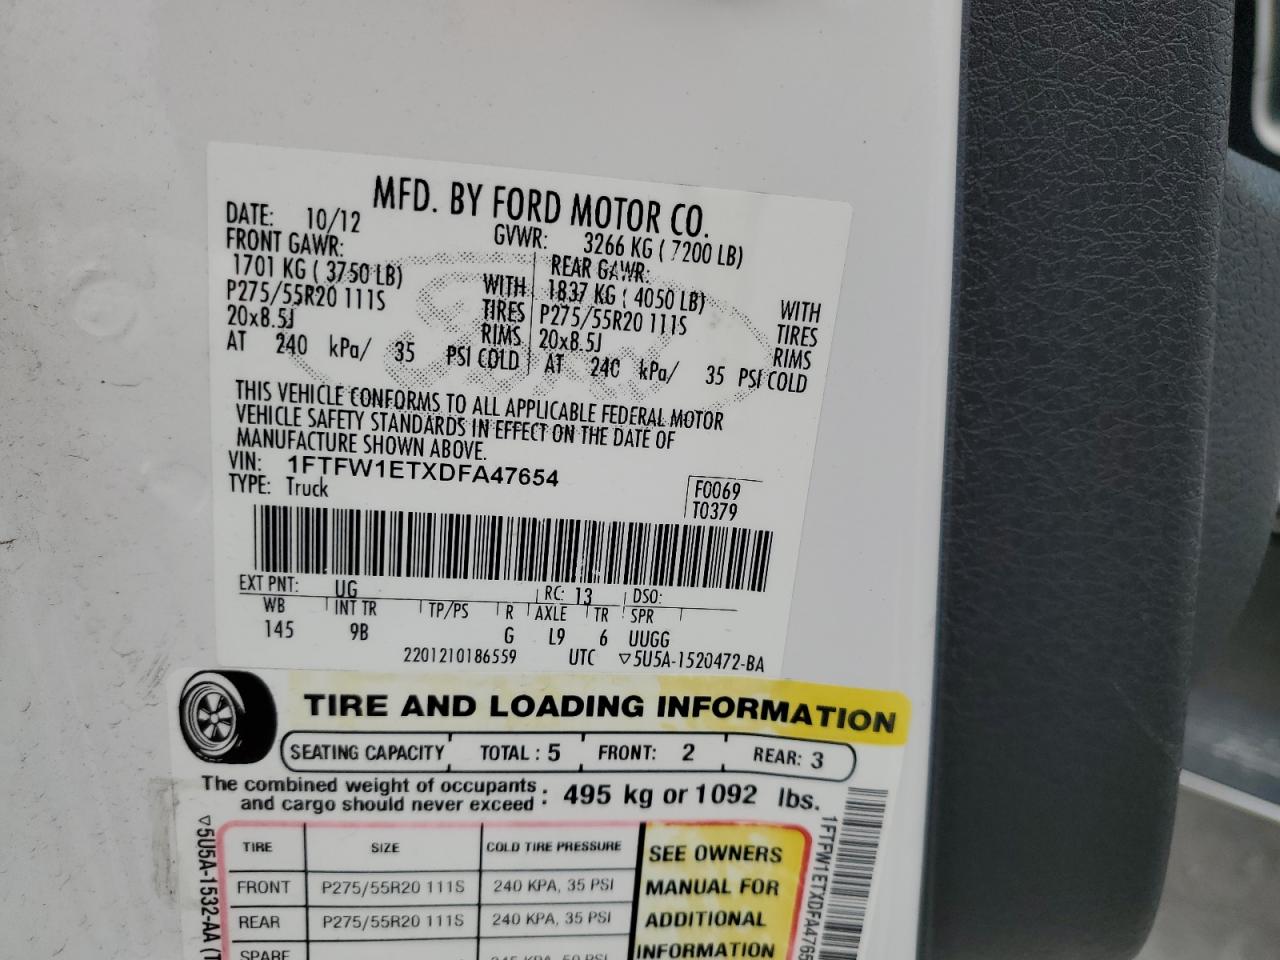 MFD. BY FORD MOTOR CO.
DATE: 10/12 GVWR: 3266 KG ( 7200 LB)
FRONT GAWR: REAR GAWR:
1701 KG ( 3750 LB) WITH 1837 KG ( 4050 LB) WITH
P275/55R20 111S TIRES P275/55R20 111S TIRES
20x8.5J RIMS 20x8.5J RIMS
AT 240 kPa/ 35 PSI COLD AT 240 kPa/ 35 PSI COLD
THIS VEHICLE CONFORMS TO ALL APPLICABLE FEDERAL MOTOR
VEHICLE SAFETY STANDARDS IN EFFECT ON THE DATE OF
MANUFACTURE SHOWN ABOVE.
VIN: 1FTFW1ETXDFA47654
TYPE: Truck
F0069
T0379
EXT PNT: UG RC: 13 DSO:
WB INT TR TP/PS R AXLE TR SPR
145 9B G L9 6 UUGG
2201210186559 UTC ▽5U5A-1520472-BA
TIRE AND LOADING INFORMATION
SEATING CAPACITY TOTAL: 5 FRONT: 2 REAR: 3
The combined weight of occupants
and cargo should never exceed : 495 kg or 1092 lbs.
TIRE SIZE COLD TIRE PRESSURE
FRONT P275/55R20 111S 240 KPA, 35 PSI
REAR P275/55R20 111S 240 KPA, 35 PSI
SPARE
SEE OWNERS
MANUAL FOR
ADDITIONAL
INFORMATION
▽5U5A-1532-AA
1FTFW1ETXDFA4765